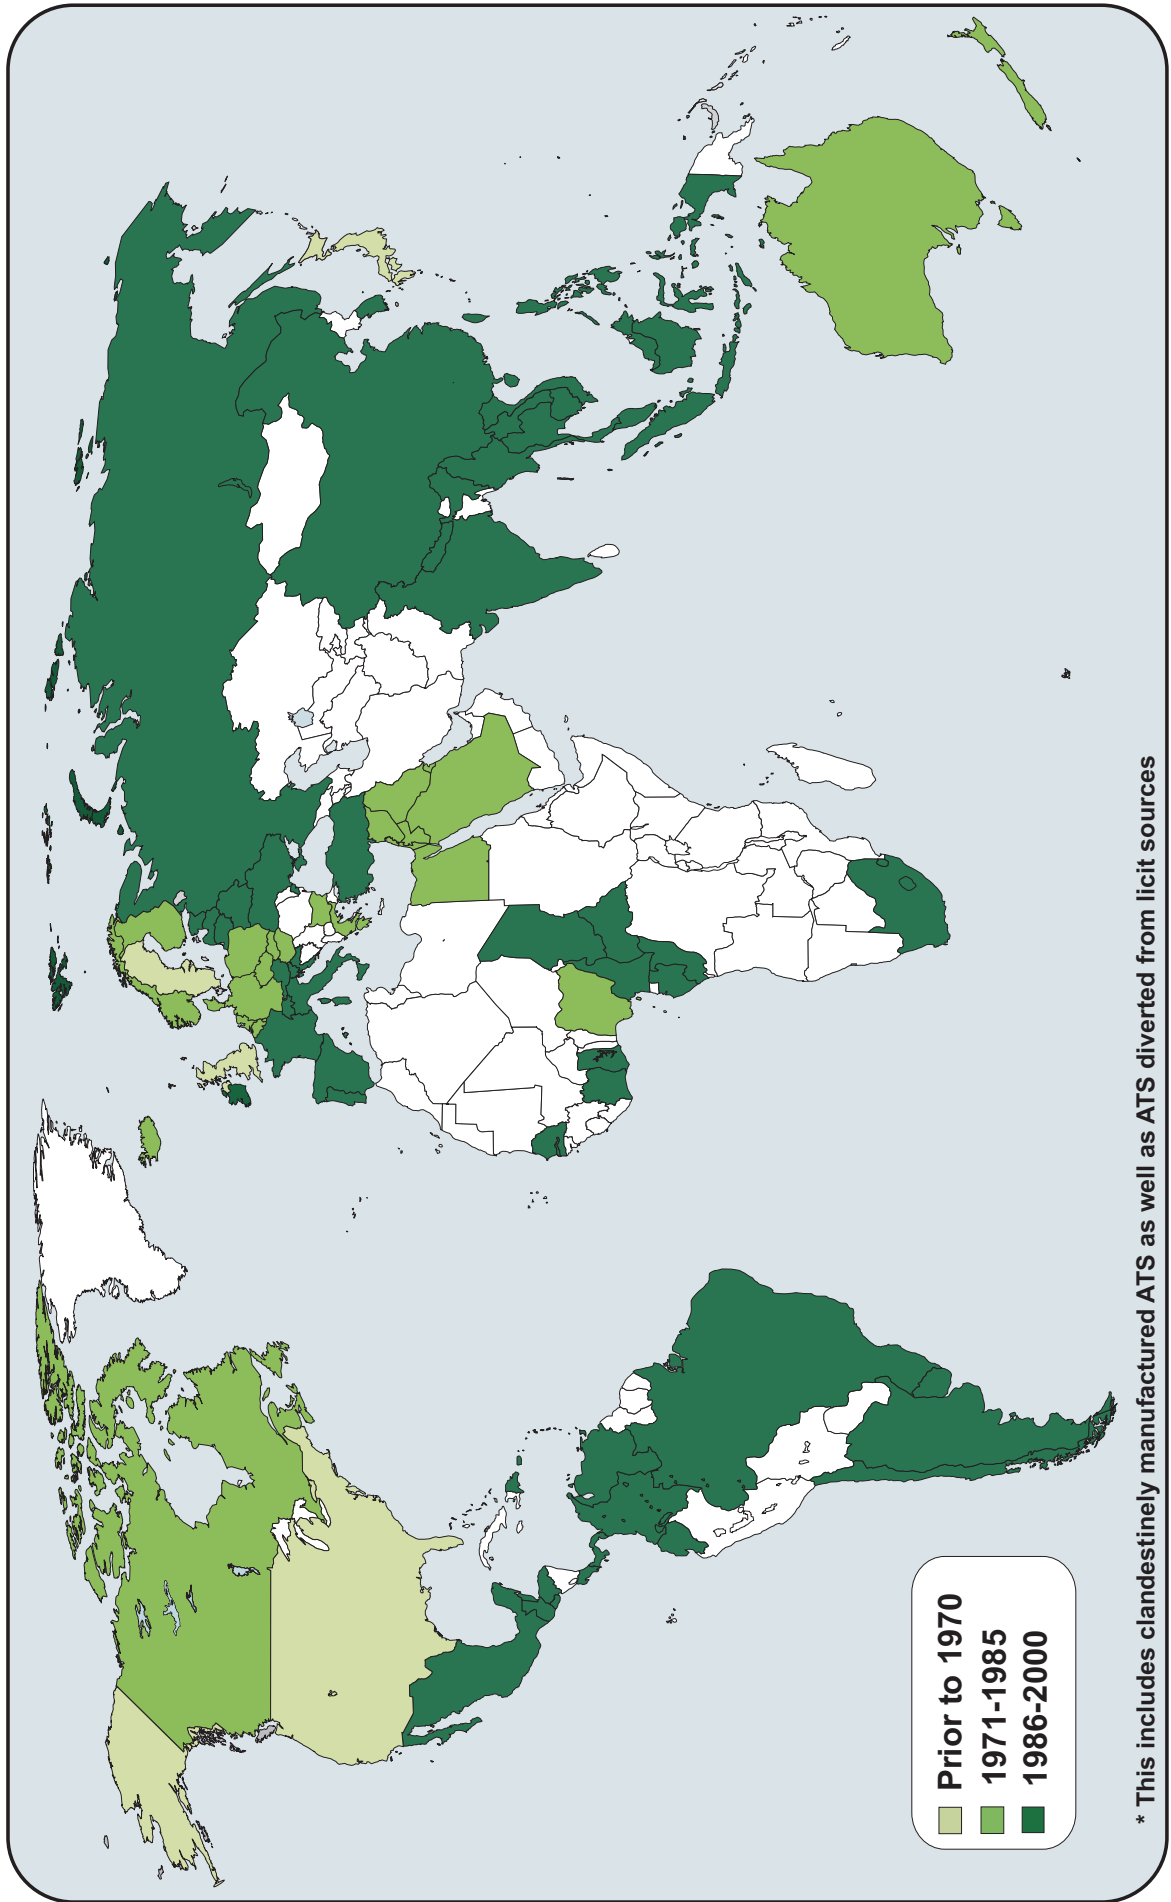 Prior to 1970
1971-1985
1986-2000
* This includes clandestinely manufactured ATS as well as ATS diverted from licit sources